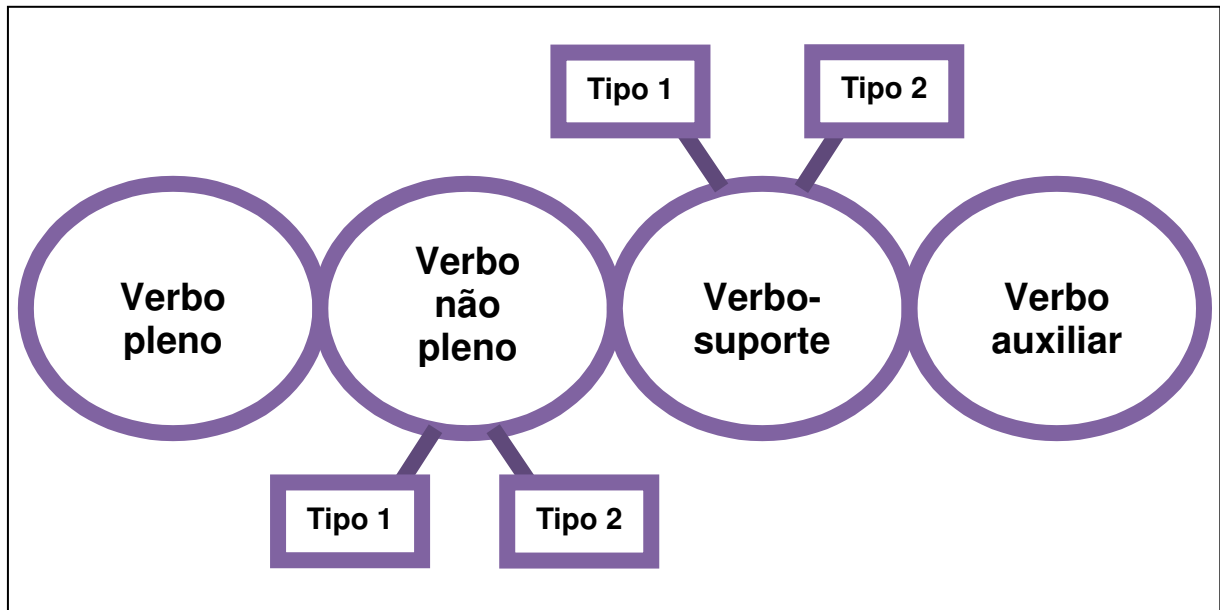 Tipo 1
Tipo 2
Verbo
pleno
Verbo
não
pleno
Verbo-
suporte
Verbo
auxiliar
Tipo 1
Tipo 2